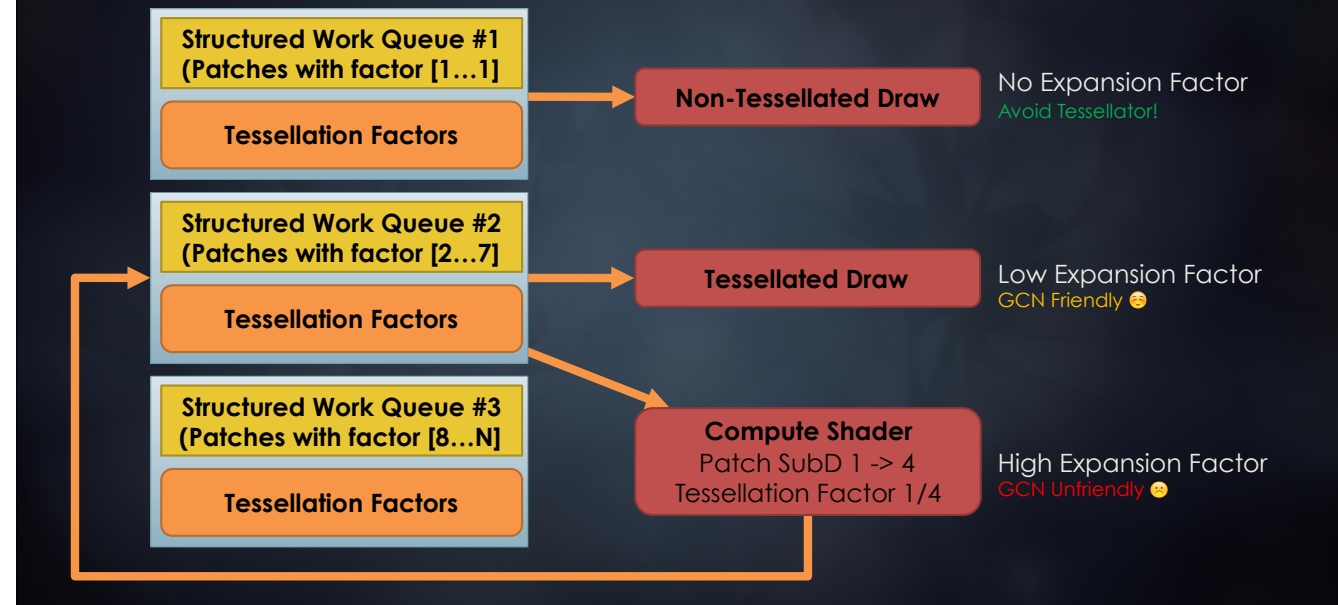 Structured Work Queue #1
(Patches with factor [1…1]
Tessellation Factors
Non-Tessellated Draw
No Expansion Factor
Avoid Tessellator!
Structured Work Queue #2
(Patches with factor [2…7]
Tessellation Factors
Tessellated Draw
Low Expansion Factor
GCN Friendly ☺
Structured Work Queue #3
(Patches with factor [8…N]
Tessellation Factors
Compute Shader
Patch SubD 1 -> 4
Tessellation Factor 1/4
High Expansion Factor
GCN Unfriendly ☹